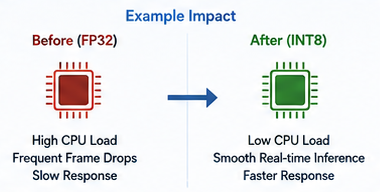 Example Impact
Before (FP32)
After (INT8)
High CPU Load
Frequent Frame Drops
Slow Response
Low CPU Load
Smooth Real-time Inference
Faster Response